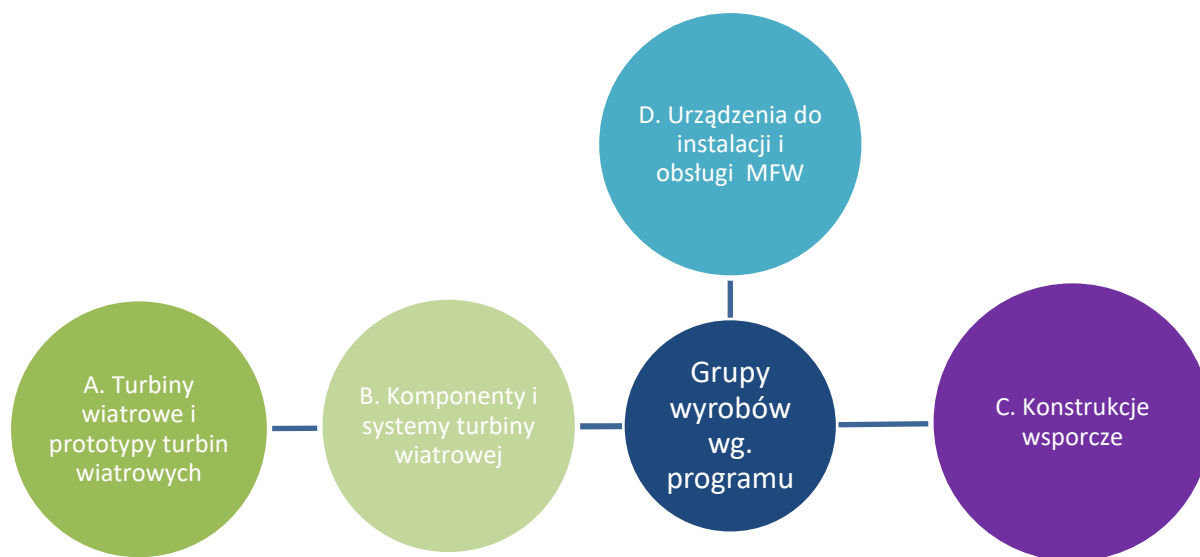 D. Urządzenia do
instalacji i
obsługi  MFW
A. Turbiny
wiatrowe i
prototypy turbin
wiatrowych
B. Komponenty i
systemy turbiny
wiatrowej
Grupy
wyrobów
wg.
programu
C. Konstrukcje
wsporcze